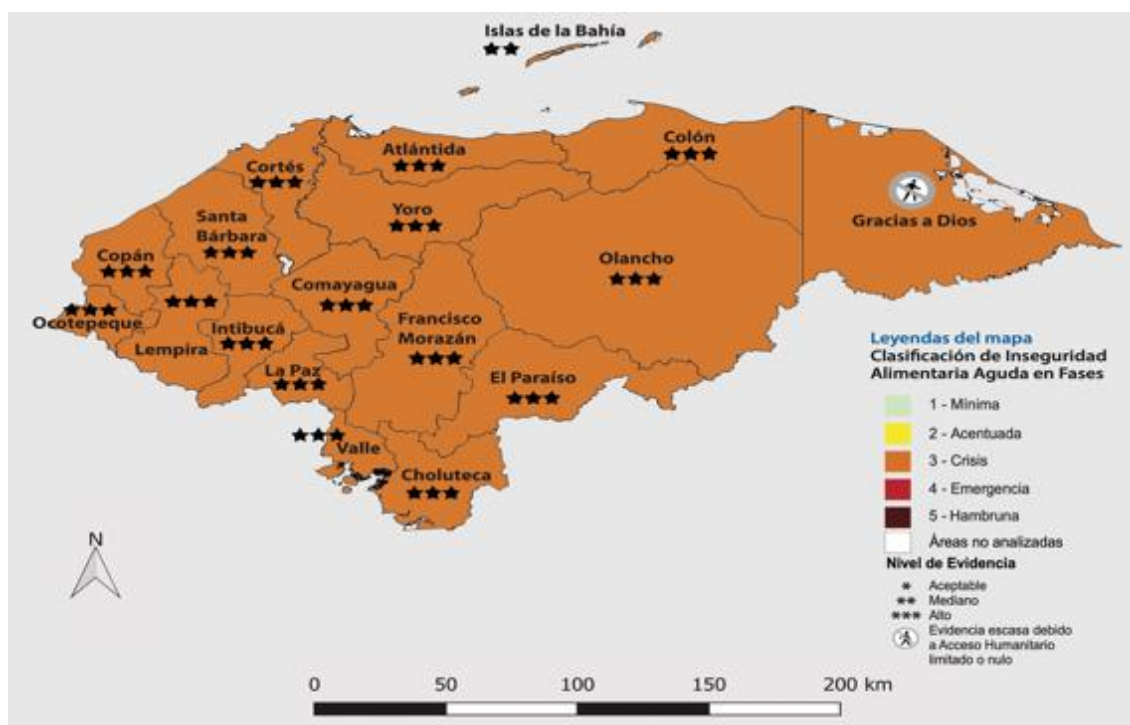 Islas de la Bahía
Colón
Atlántida
Cortés
Yoro
Santa
Bárbara
Gracias a Dios
Copán
Olancho
Comayagua
Ocotepeque
Francisco
Morazán
Intibucá
Lempira
La Paz
El Paraíso
Valle
Choluteca
Leyendas del mapa
Clasificación de Inseguridad
Alimentaria Aguda en Fases
1 - Mínima
2 - Acentuada
3 - Crisis
4 - Emergencia
5 - Hambruna
Áreas no analizadas
Nivel de Evidencia
Aceptable
Mediano
Alto
Evidencia escasa debido
a Acceso Humanitario
limitado o nulo
N
0 50 100 150 200 km